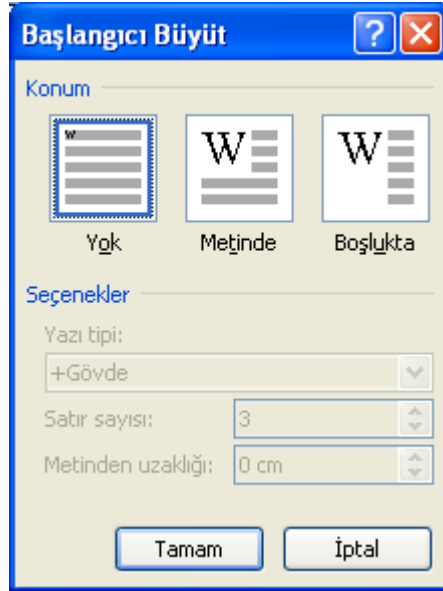 Başlangıcı Büyüt
Konum
W W W
Yok Metinde Boşlukta
Seçenekler
Yazı tipi:
+Gövde
Satır sayısı: 3
Metinden uzaklığı: 0 cm
Tamam İptal